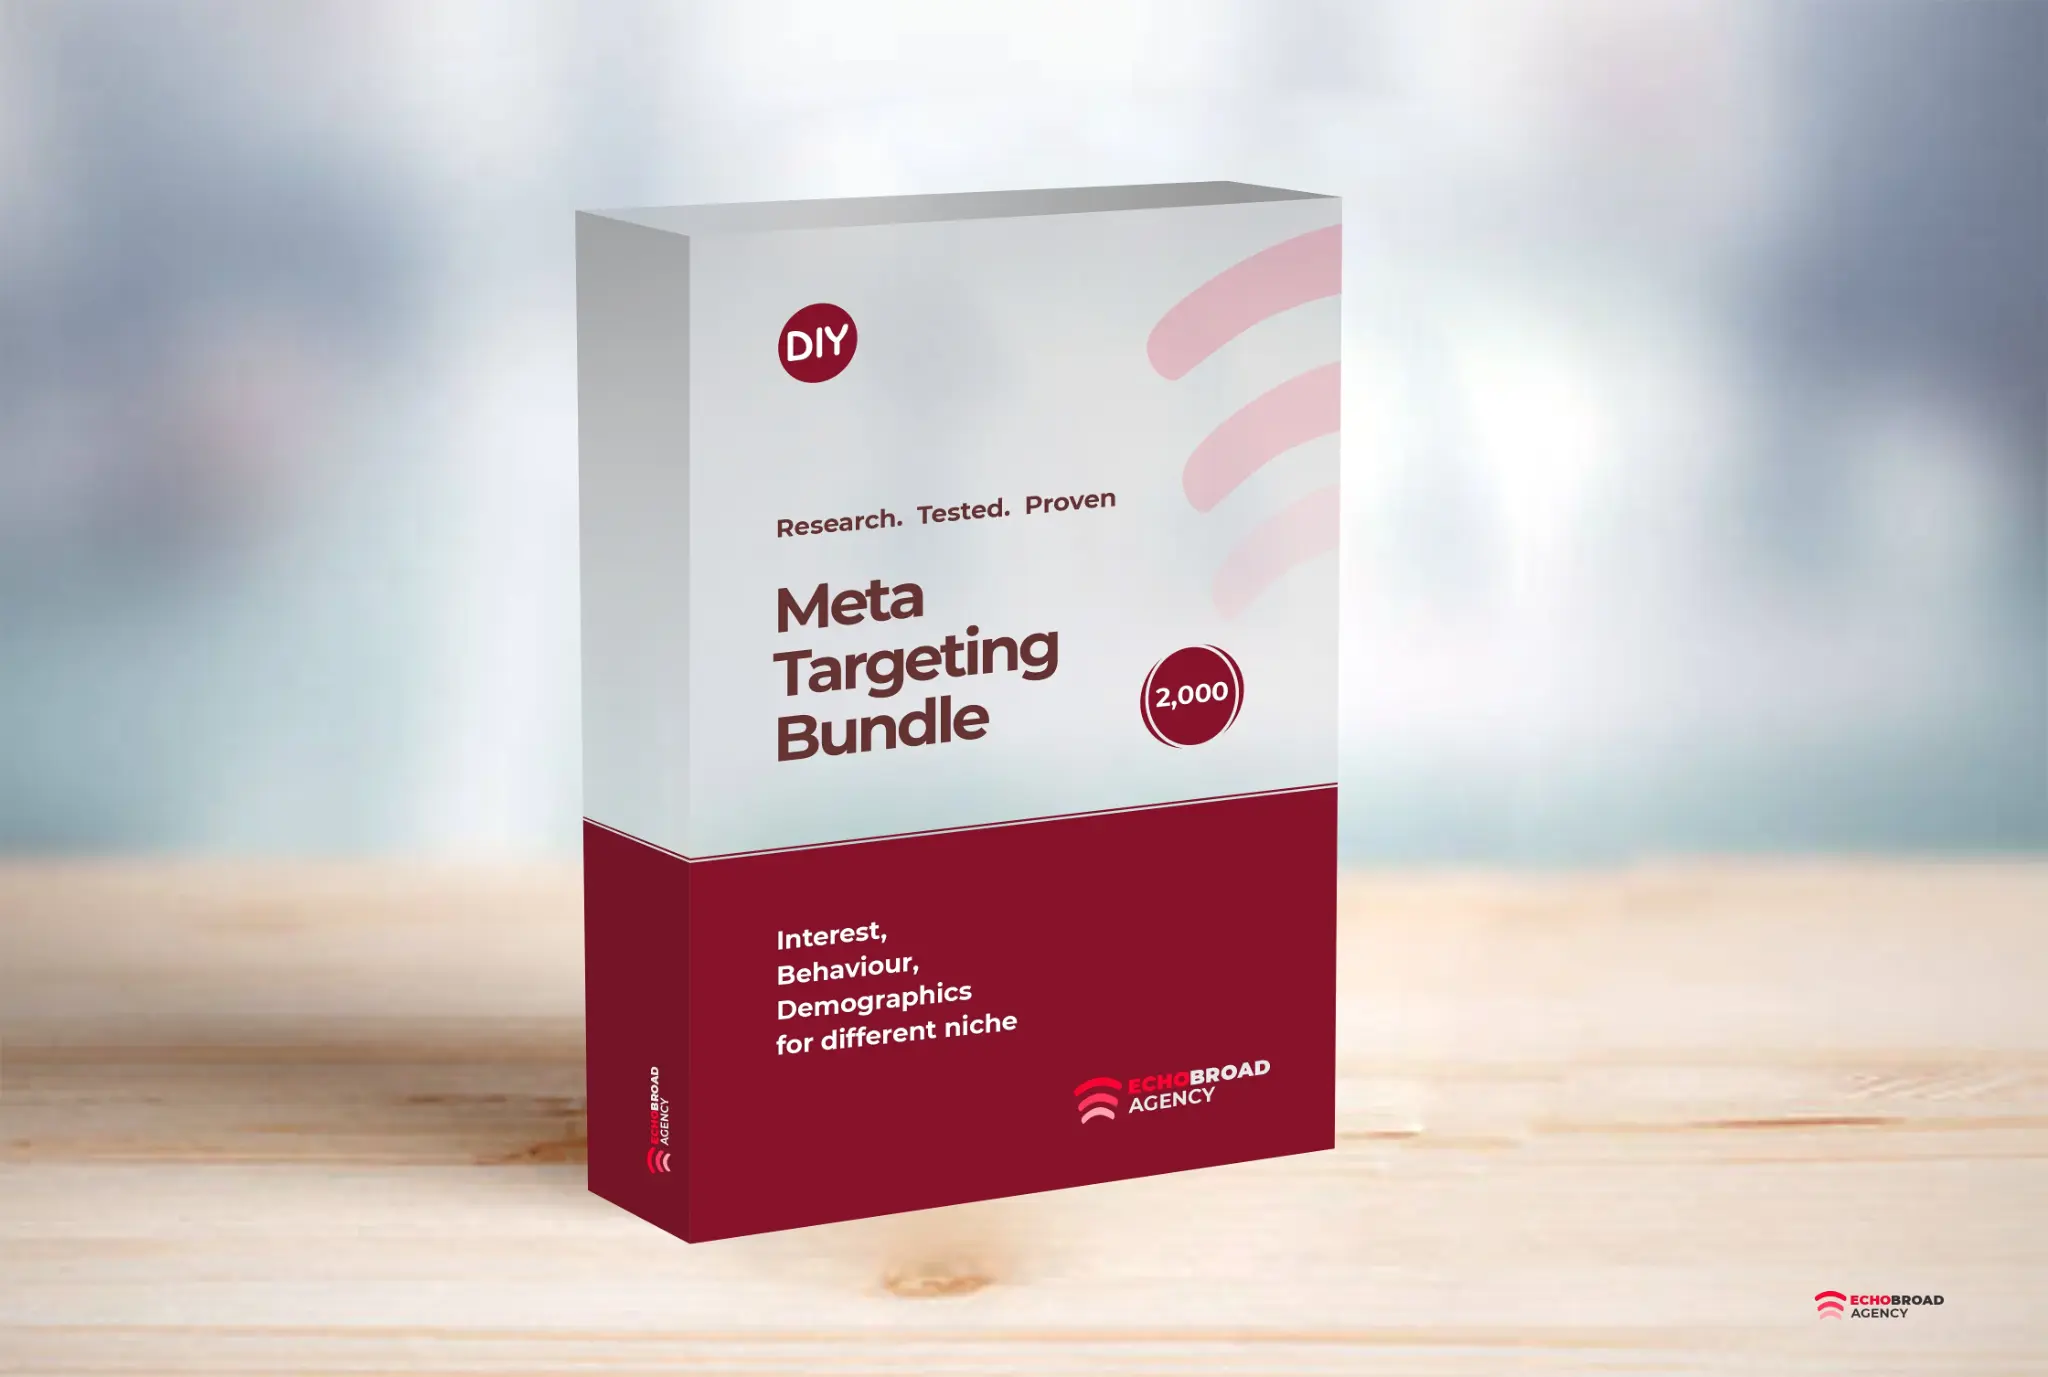 DIY
Research. Tested. Proven
Meta
Targeting
Bundle
2,000
Interest,
Behaviour,
Demographics
for different niche
ECHOBROAD
AGENCY
ECHOBROAD
AGENCY
ECHOBROAD
AGENCY